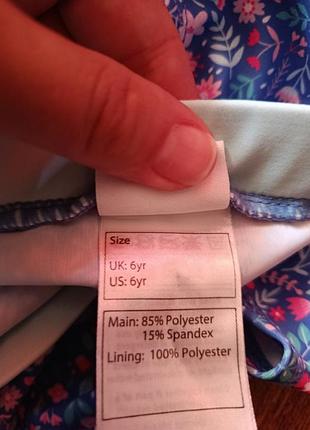 Size
UK: 6yr
US: 6yr
Main: 85% Polyester
15% Spandex
Lining: 100% Polyester